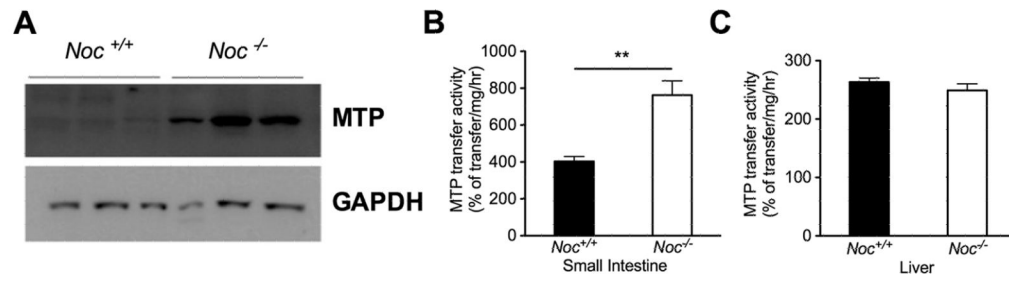 A
Noc +/+ Noc -/-
MTP
GAPDH
B
MTP transfer activity
(% of transfer/mg/hr)
1000
800
600
400
200
0
**
Noc+/+ Noc-/-
Small Intestine
C
MTP transfer activity
(% of transfer/mg/hr)
300
200
100
0
Noc+/+ Noc-/-
Liver